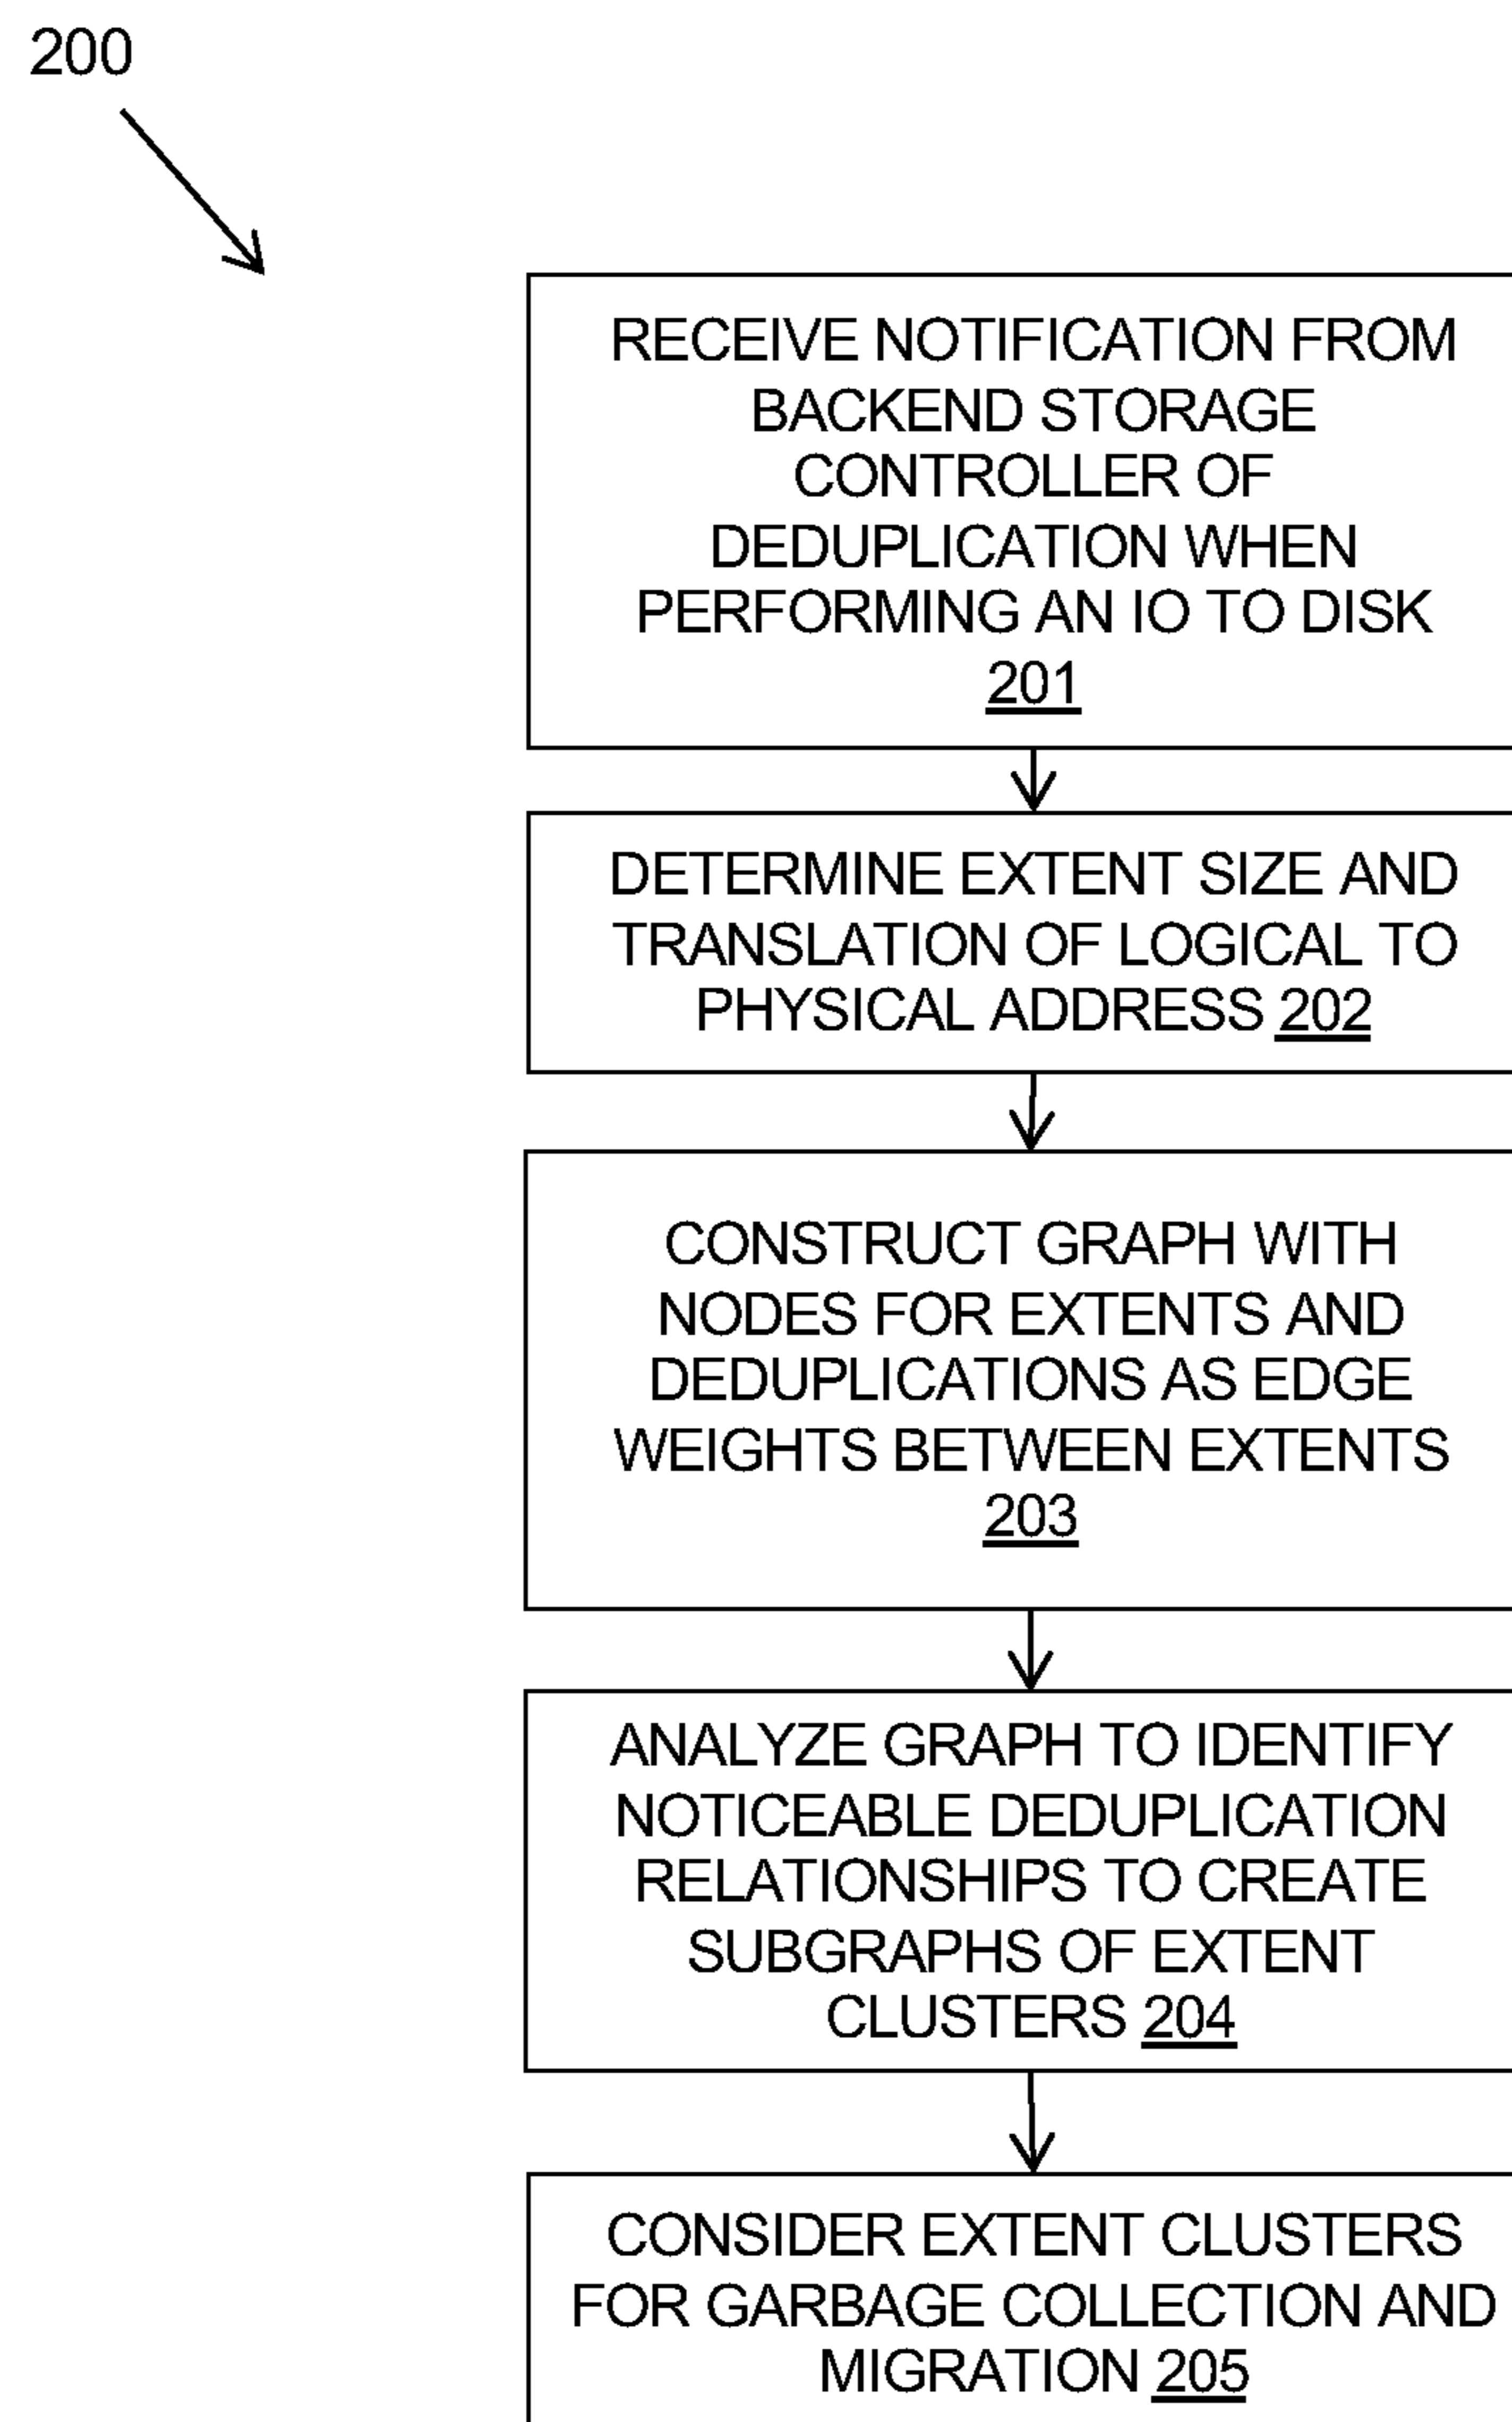 200
RECEIVE NOTIFICATION FROM
BACKEND STORAGE
CONTROLLER OF
DEDUPLICATION WHEN
PERFORMING AN IO TO DISK
201
DETERMINE EXTENT SIZE AND
TRANSLATION OF LOGICAL TO
PHYSICAL ADDRESS 202
CONSTRUCT GRAPH WITH
NODES FOR EXTENTS AND
DEDUPLICATIONS AS EDGE
WEIGHTS BETWEEN EXTENTS
203
ANALYZE GRAPH TO IDENTIFY
NOTICEABLE DEDUPLICATION
RELATIONSHIPS TO CREATE
SUBGRAPHS OF EXTENT
CLUSTERS 204
CONSIDER EXTENT CLUSTERS
FOR GARBAGE COLLECTION AND
MIGRATION 205